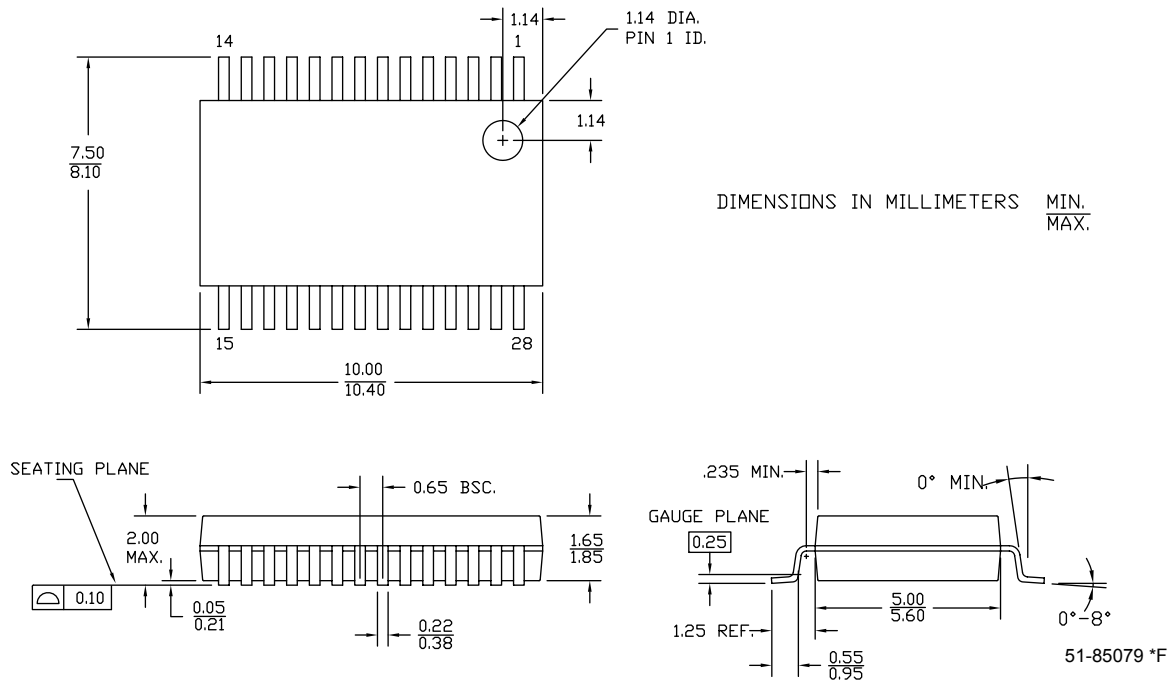 1.14
1.14 DIA.
PIN 1 ID.
14
1
1.14
7.50
8.10
DIMENSIONS IN MILLIMETERS MIN.
MAX.
15
28
10.00
10.40
SEATING PLANE
0.65 BSC.
2.00
MAX.
1.65
1.85
0.10
0.05
0.21
0.22
0.38
.235 MIN.
0° MIN.
GAUGE PLANE
0.25
5.00
5.60
1.25 REF.
0°-8°
0.55
0.95
51-85079 *F